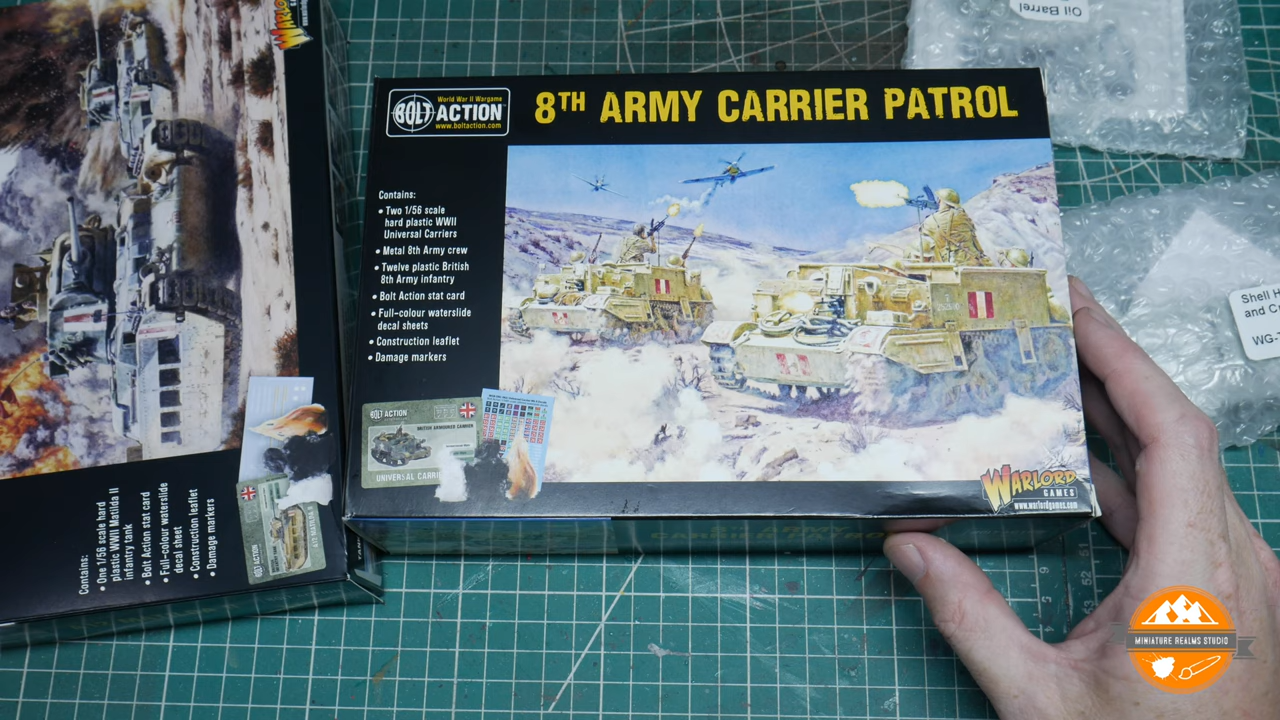 World War II Wargame
BOLT ACTION
www.boltaction.com
8TH ARMY CARRIER PATROL
Contains:
• Two 1/56 scale
hard plastic WWII
Universal Carriers
• Metal 8th Army crew
• Twelve plastic British
8th Army infantry
• Bolt Action stat card
• Full-colour waterslide
decal sheets
• Construction leaflet
• Damage markers
BOLT ACTION
UNIVERSAL CARRI
WARLORD
GAMES
www.warlordgames.com
WARLO
Contains:
• One 1/56 scale hard
plastic WWII Matilda II
infantry tank
• Bolt Action stat card
• Full-colour waterslide
decal sheet
• Construction leaflet
• Damage markers
BOLT ACTION
Oil Barrel
Shell H
and C
WG-
MINIATURE REALMS STUDIO